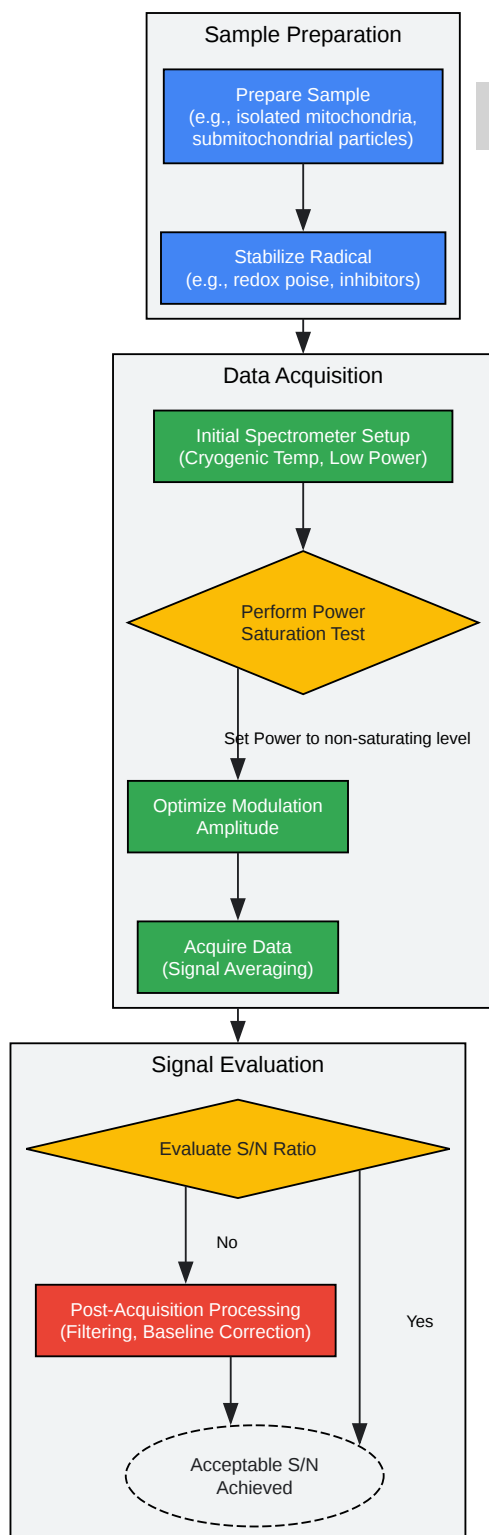 Sample Preparation
Prepare Sample
(e.g., isolated mitochondria,
submitochondrial particles)
Stabilize Radical
(e.g., redox poise, inhibitors)
Data Acquisition
Initial Spectrometer Setup
(Cryogenic Temp, Low Power)
Perform Power
Saturation Test
Set Power to non-saturating level
Optimize Modulation
Amplitude
Acquire Data
(Signal Averaging)
Signal Evaluation
Evaluate S/N Ratio
No
Post-Acquisition Processing
(Filtering, Baseline Correction)
Yes
Acceptable S/N
Achieved